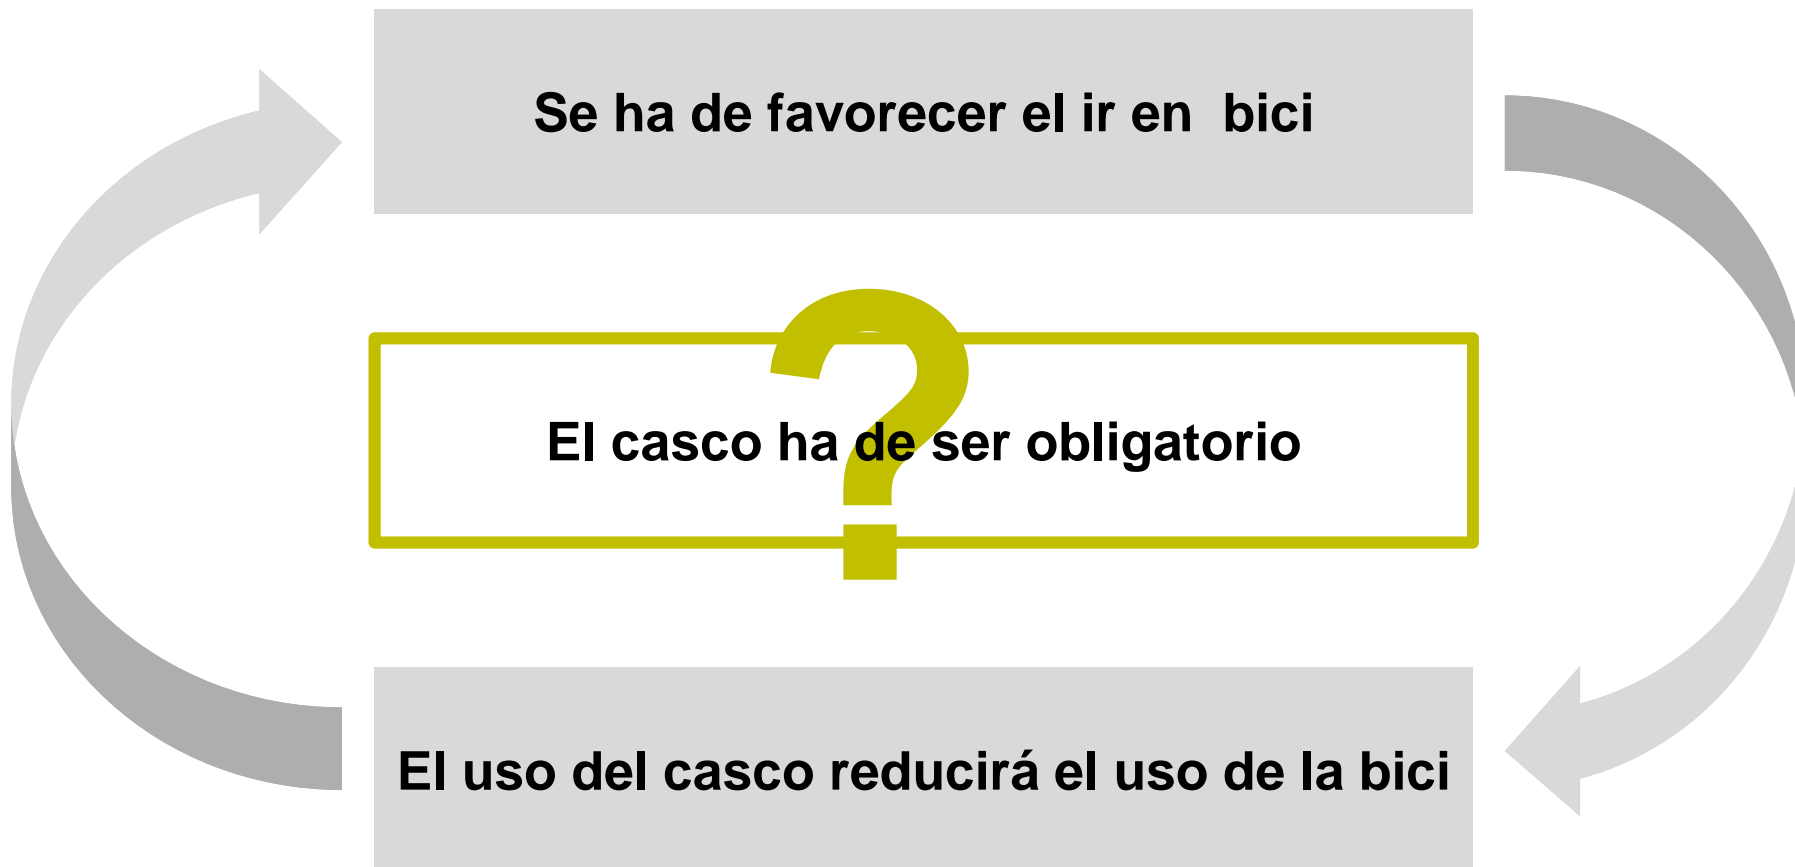 Se ha de favorecer el ir en  bici
?
El casco ha de ser obligatorio
El uso del casco reducirá el uso de la bici